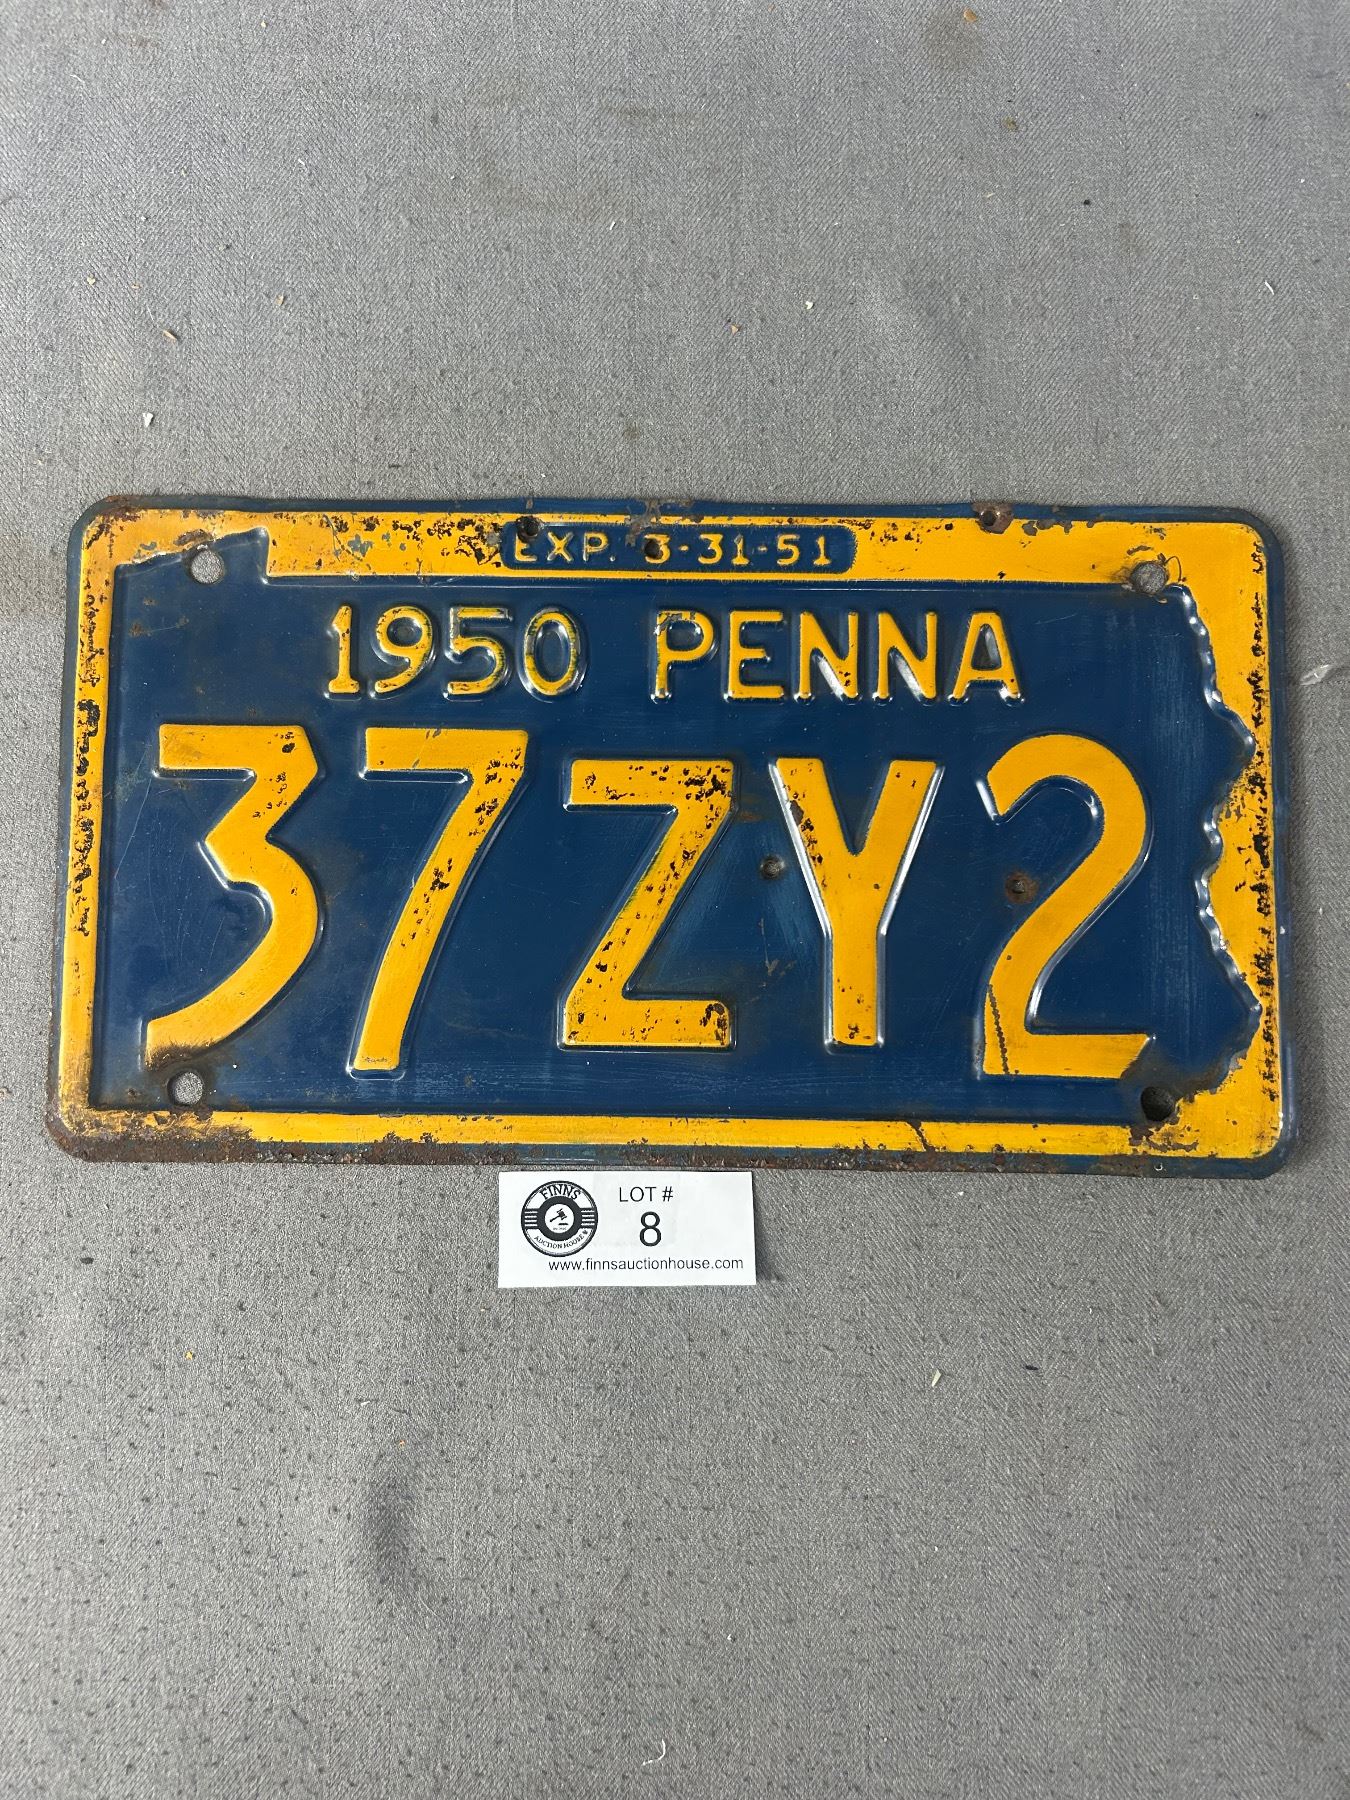 EXP. 3-31-51
1950 PENNA
37ZY2
FINNS
AUCTION HOUSE
LOT #
8
www.finnsauctionhouse.com